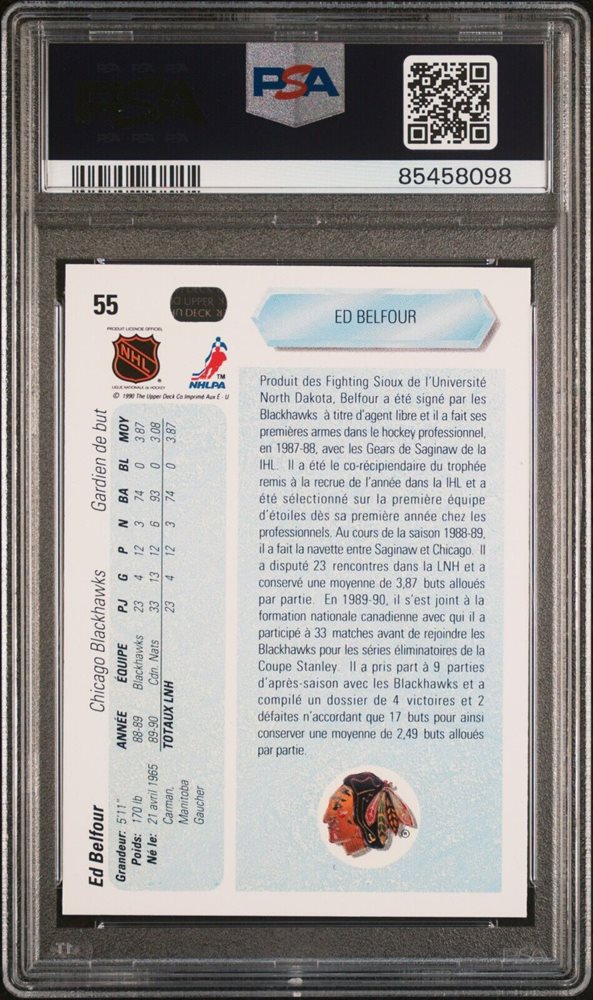 PSA
85458098
55
UPPER
DECK
PRODUIT LICENCIÉ OFFICIEL
NHL
LIGUE NATIONALE de HOCKEY
NHLPA
TM
© 1990 The Upper Deck Co Imprimé Aux É.-U
ED BELFOUR
Produit des Fighting Sioux de l'Université
North Dakota, Belfour a été signé par les
Blackhawks à titre d'agent libre et il a fait ses
premières armes dans le hockey professionnel,
en 1987-88, avec les Gears de Saginaw de la
IHL. Il a été le co-récipiendaire du trophée
remis à la recrue de l'année dans la IHL et a
été sélectionné sur la première équipe
d'étoiles dès sa première année chez les
professionnels. Au cours de la saison 1988-89,
il a fait la navette entre Saginaw et Chicago. Il
a disputé 23 rencontres dans la LNH et a
conservé une moyenne de 3,87 buts alloués
par partie. En 1989-90, il s'est joint à la
formation nationale canadienne avec qui il a
participé à 33 matches avant de rejoindre les
Blackhawks pour les séries éliminatoires de la
Coupe Stanley. Il a pris part à 9 parties
d'après-saison avec les Blackhawks et a
compilé un dossier de 4 victoires et 2
défaites n'accordant que 17 buts pour ainsi
conserver une moyenne de 2,49 buts alloués
par partie.
®
Ed Belfour Chicago Blackhawks Gardien de but
Grandeur: 5'11"
Poids: 170 lb
Né le: 21 avril 1965
Carman,
Manitoba
Gaucher
ANNÉE ÉQUIPE PJ G P N BA BL MOY
88-89 Blackhawks 23 4 12 3 74 0 3.87
89-90 Cdn. Nats 33 13 12 6 93 0 3.08
TOTAUX LNH 23 4 12 3 74 0 3.87